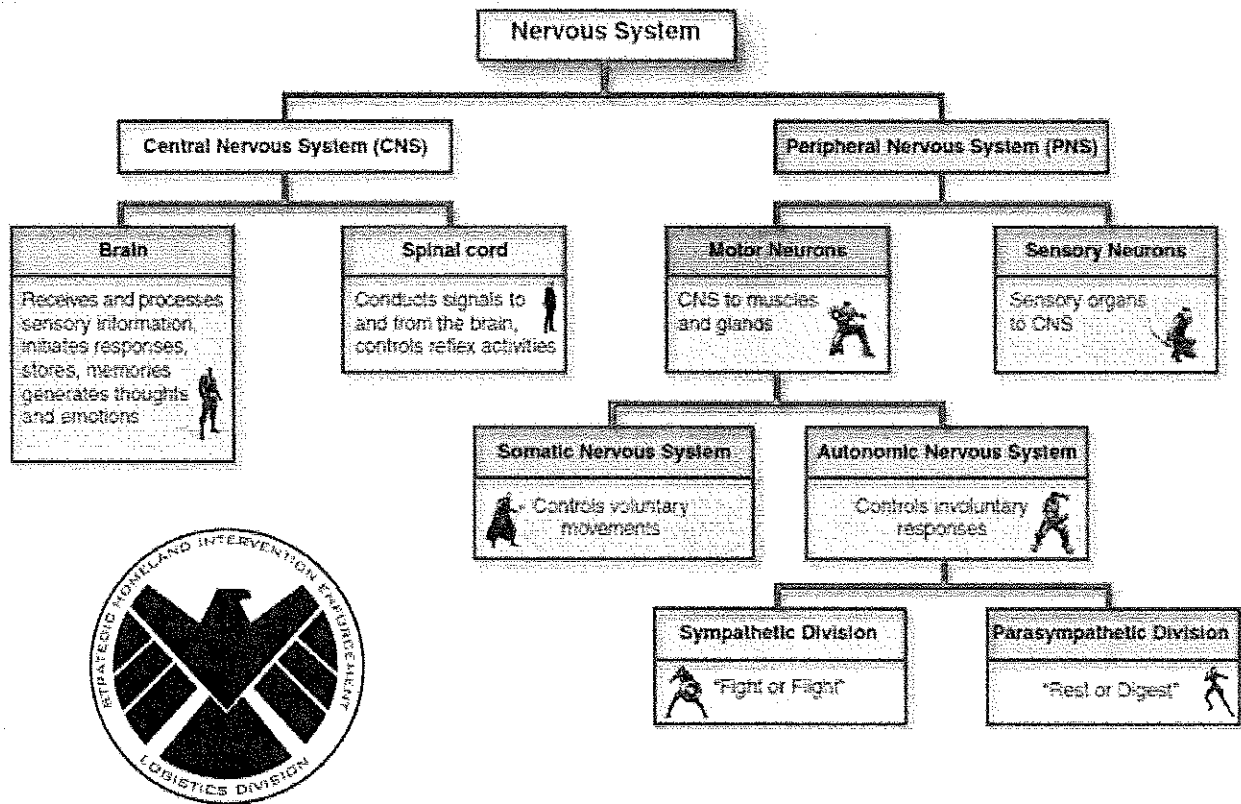 Nervous System
Central Nervous System (CNS)
Peripheral Nervous System (PNS)
Brain
Receives and processes
sensory information,
initiates responses,
stores, memories
generates thoughts
and emotions
Spinal cord
Conducts signals to
and from the brain,
controls reflex activities
Motor Neurons
CNS to muscles
and glands
Sensory Neurons
Sensory organs
to CNS
Somatic Nervous System
Controls voluntary
movements
Autonomic Nervous System
Controls involuntary
responses
Sympathetic Division
"Fight or Flight"
Parasympathetic Division
"Rest or Digest"
STRATEGIC HOMELAND INTERVENTION ENFORCEMENT
LOGISTICS DIVISION